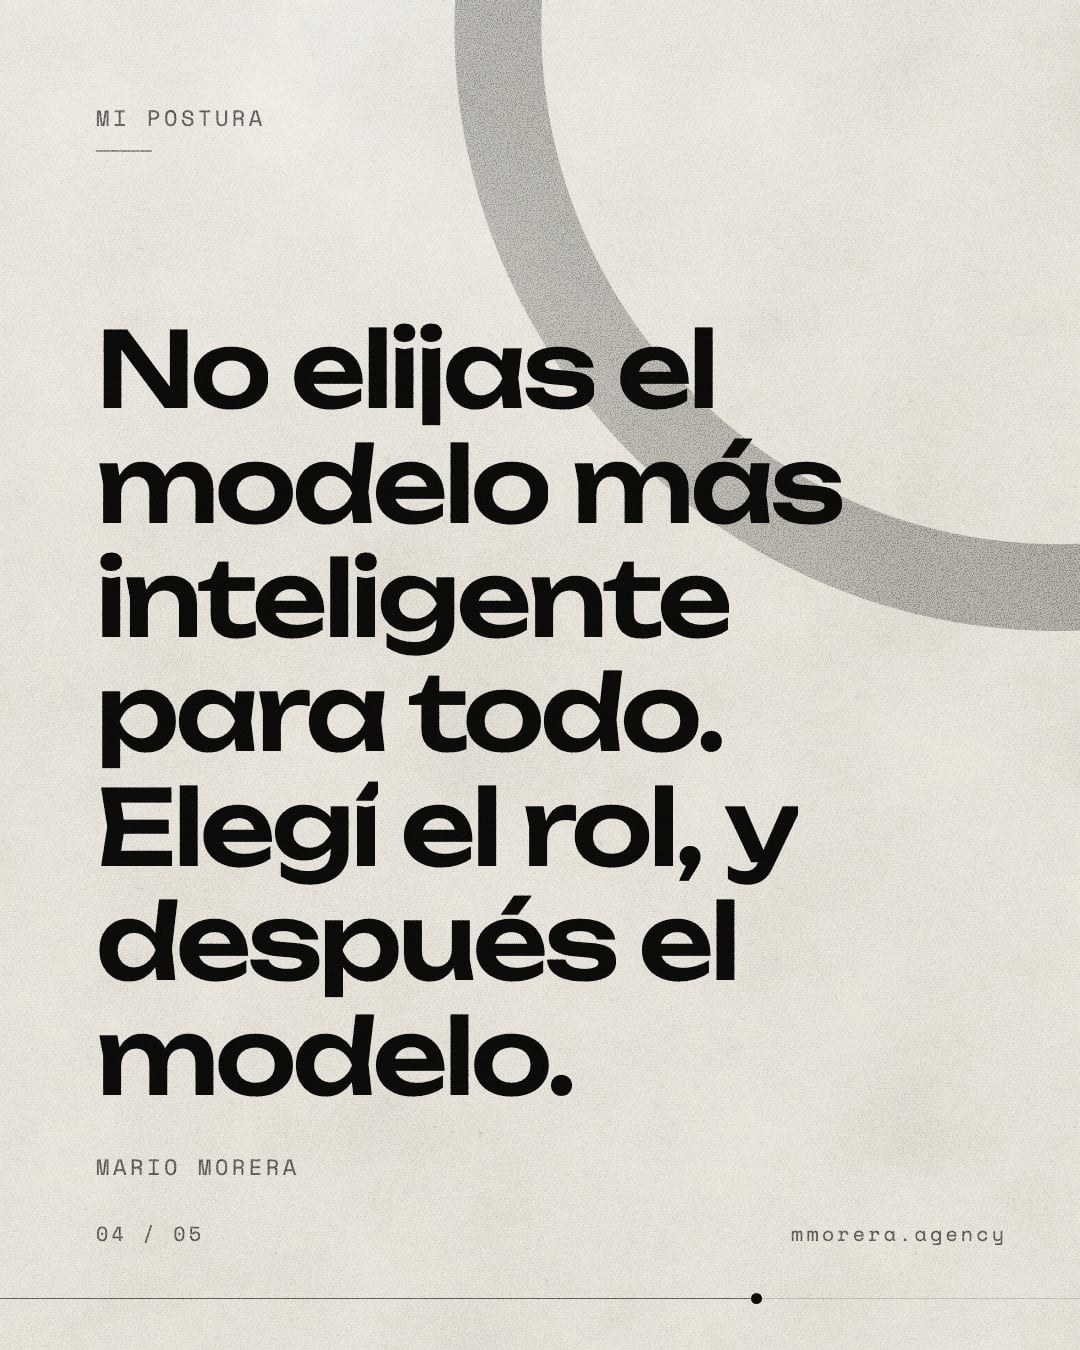 MI POSTURA
No elijas el
modelo más
inteligente
para todo.
Elegí el rol, y
después el
modelo.
MARIO MORERA
04 / 05
mmorera.agency